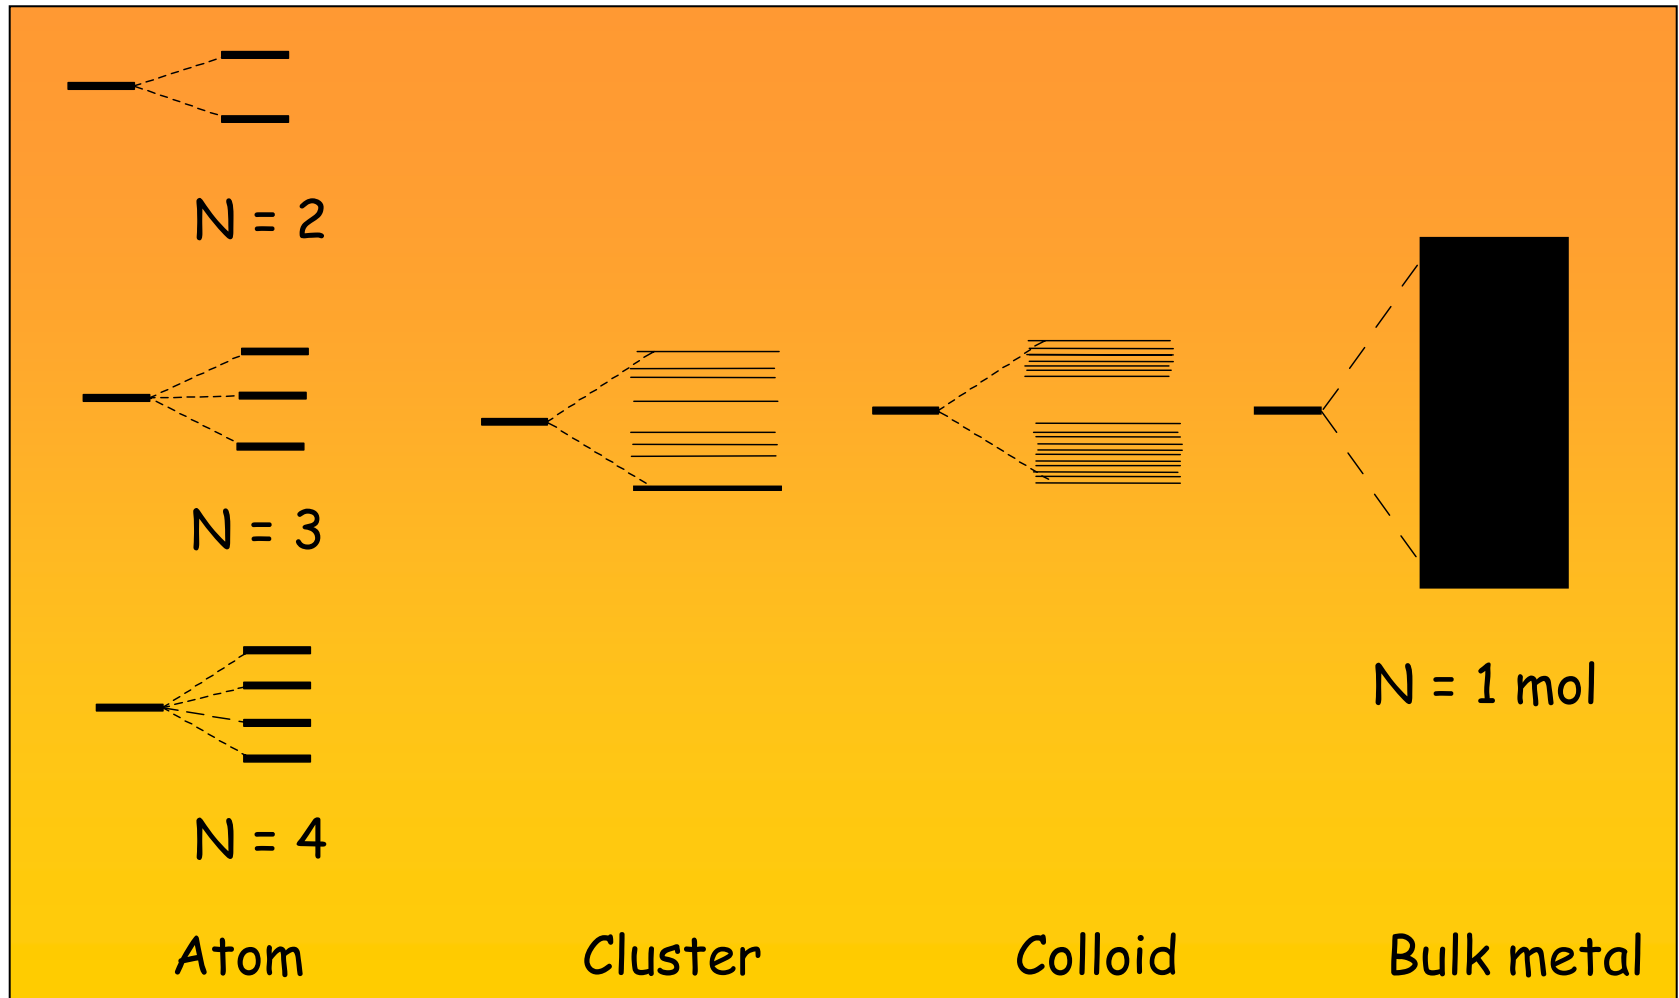 N = 2
N = 3
N = 4
N = 1 mol
Atom
Cluster
Colloid
Bulk metal